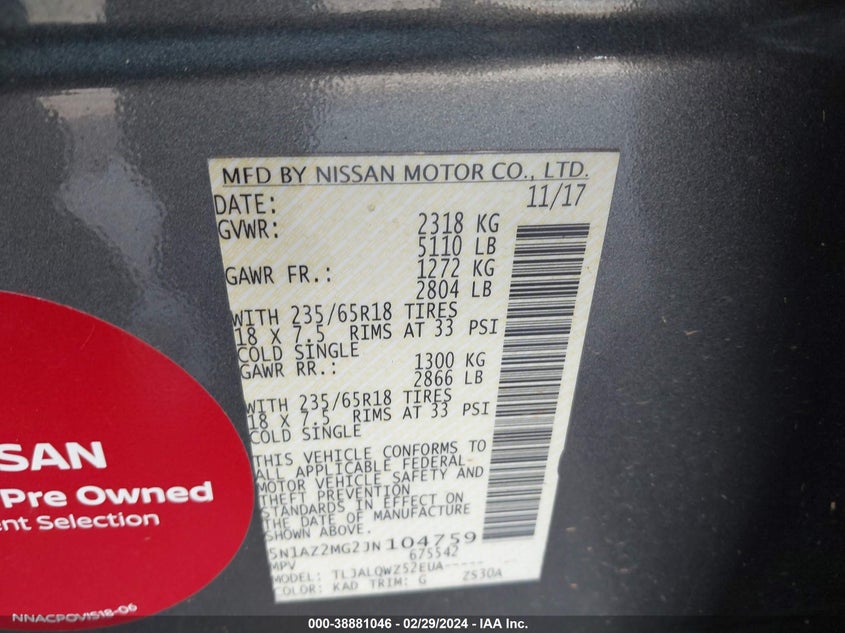 MFD BY NISSAN MOTOR CO., LTD.
DATE: 11/17
GVWR: 2318 KG
5110 LB
GAWR FR.: 1272 KG
2804 LB
WITH 235/65R18 TIRES
18 X 7.5 RIMS AT 33 PSI
COLD SINGLE
GAWR RR.: 1300 KG
2866 LB
WITH 235/65R18 TIRES
18 X 7.5 RIMS AT 33 PSI
COLD SINGLE
THIS VEHICLE CONFORMS TO
ALL APPLICABLE FEDERAL
MOTOR VEHICLE SAFETY AND
THEFT PREVENTION
STANDARDS IN EFFECT ON
THE DATE OF MANUFACTURE
SHOWN ABOVE.
5N1AZ2MG2JN104759
MPV 675542
MODEL: TLJALQWZ52EUA------
COLOR: KAD TRIM: G ZS30A
SSAN
Pre Owned
ent Selection
NNACPOVIS18-06
000-38881046 - 02/29/2024 - IAA Inc.